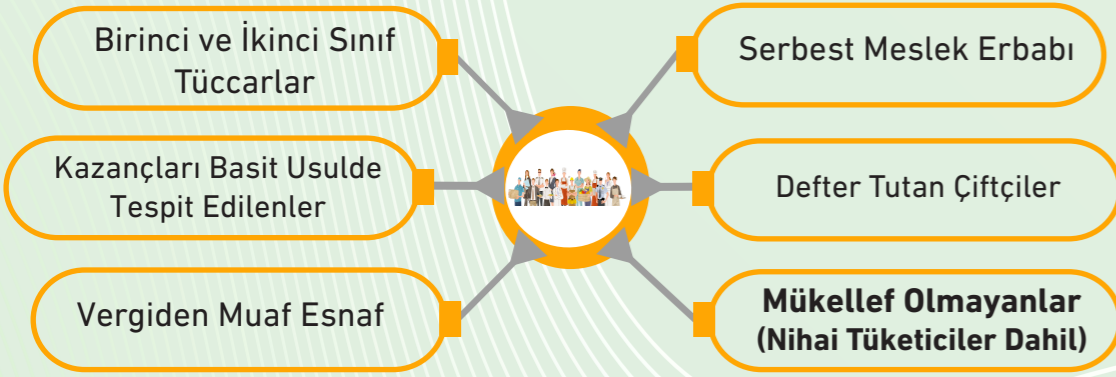 Birinci ve İkinci Sınıf
Tüccarlar
Kazançları Basit Usulde
Tespit Edilenler
Vergiden Muaf Esnaf
Serbest Meslek Erbabı
Defter Tutan Çiftçiler
Mükellef Olmayanlar
(Nihai Tüketiciler Dahil)